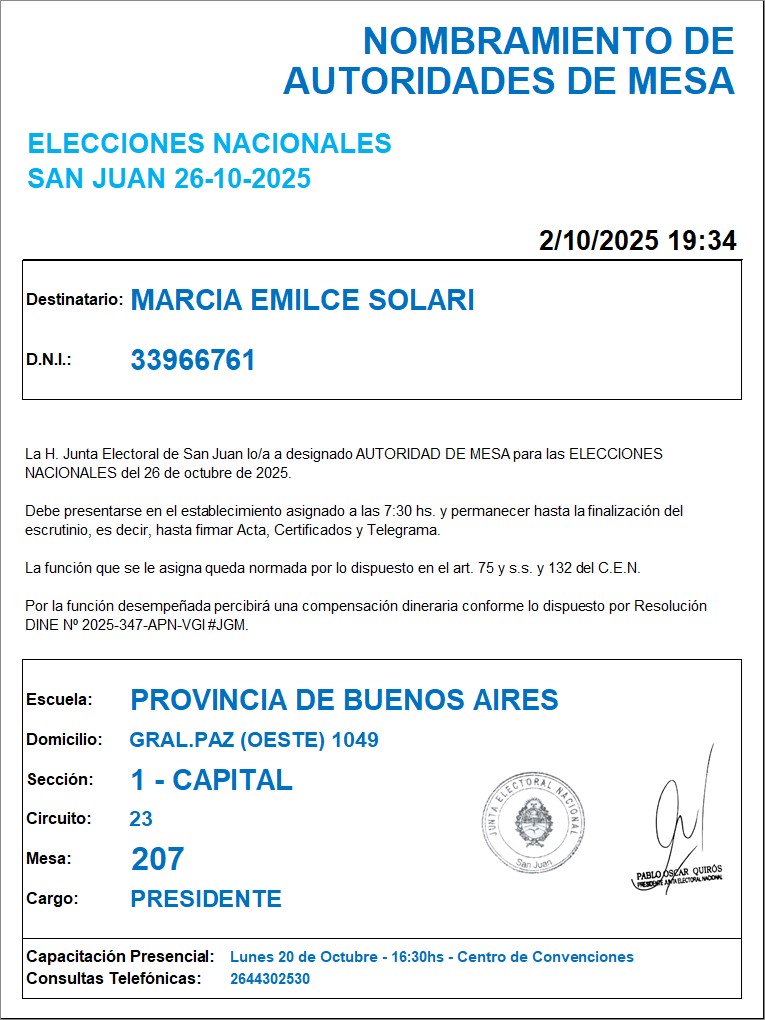 NOMBRAMIENTO DE
AUTORIDADES DE MESA
ELECCIONES NACIONALES
SAN JUAN 26-10-2025
2/10/2025 19:34
Destinatario: MARCIA EMILCE SOLARI
D.N.I.: 33966761
La H. Junta Electoral de San Juan lo/a a designado AUTORIDAD DE MESA para las ELECCIONES
NACIONALES del 26 de octubre de 2025.
Debe presentarse en el establecimiento asignado a las 7:30 hs. y permanecer hasta la finalización del
escrutinio, es decir, hasta firmar Acta, Certificados y Telegrama.
La función que se le asigna queda normada por lo dispuesto en el art. 75 y s.s. y 132 del C.E.N.
Por la función desempeñada percibirá una compensación dineraria conforme lo dispuesto por Resolución
DINE Nº 2025-347-APN-VGI#JGM.
Escuela: PROVINCIA DE BUENOS AIRES
Domicilio: GRAL.PAZ (OESTE) 1049
Sección: 1 - CAPITAL
Circuito: 23
Mesa: 207
Cargo: PRESIDENTE
JUNTA ELECTORAL NACIONAL
San Juan
PABLO OSCAR QUIRÓS
PRESIDENTE JUNTA ELECTORAL NACIONAL
Capacitación Presencial: Lunes 20 de Octubre - 16:30hs - Centro de Convenciones
Consultas Telefónicas: 2644302530